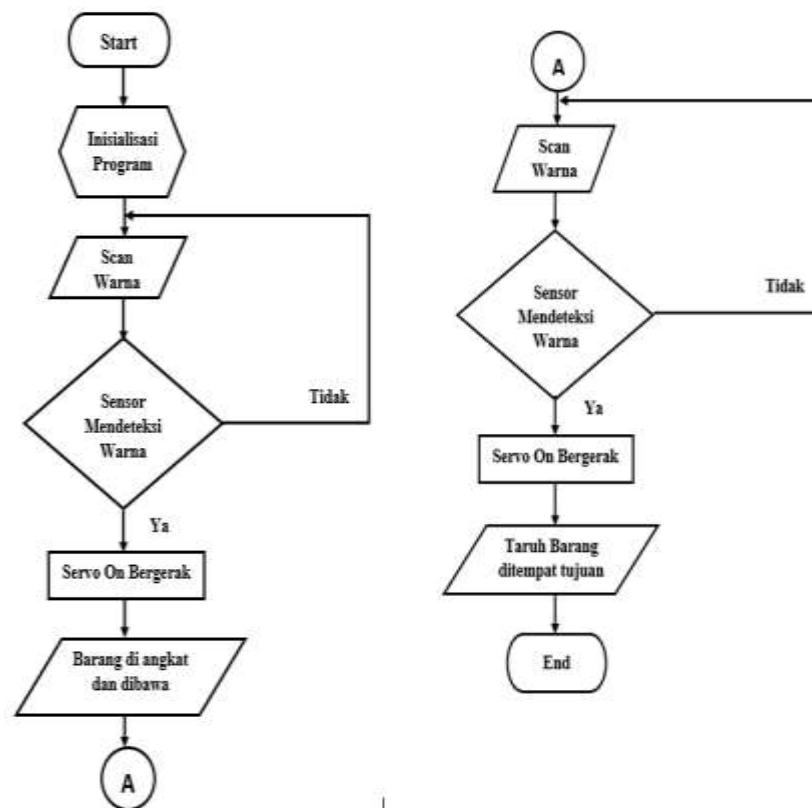 Start
Inisialisasi
Program
Scan
Warna
Sensor
Mendeteksi
Warna
Tidak
Ya
Servo On Bergerak
Barang di angkat
dan dibawa
A
A
Scan
Warna
Sensor
Mendeteksi
Warna
Tidak
Ya
Servo On Bergerak
Taruh Barang
ditempat tujuan
End